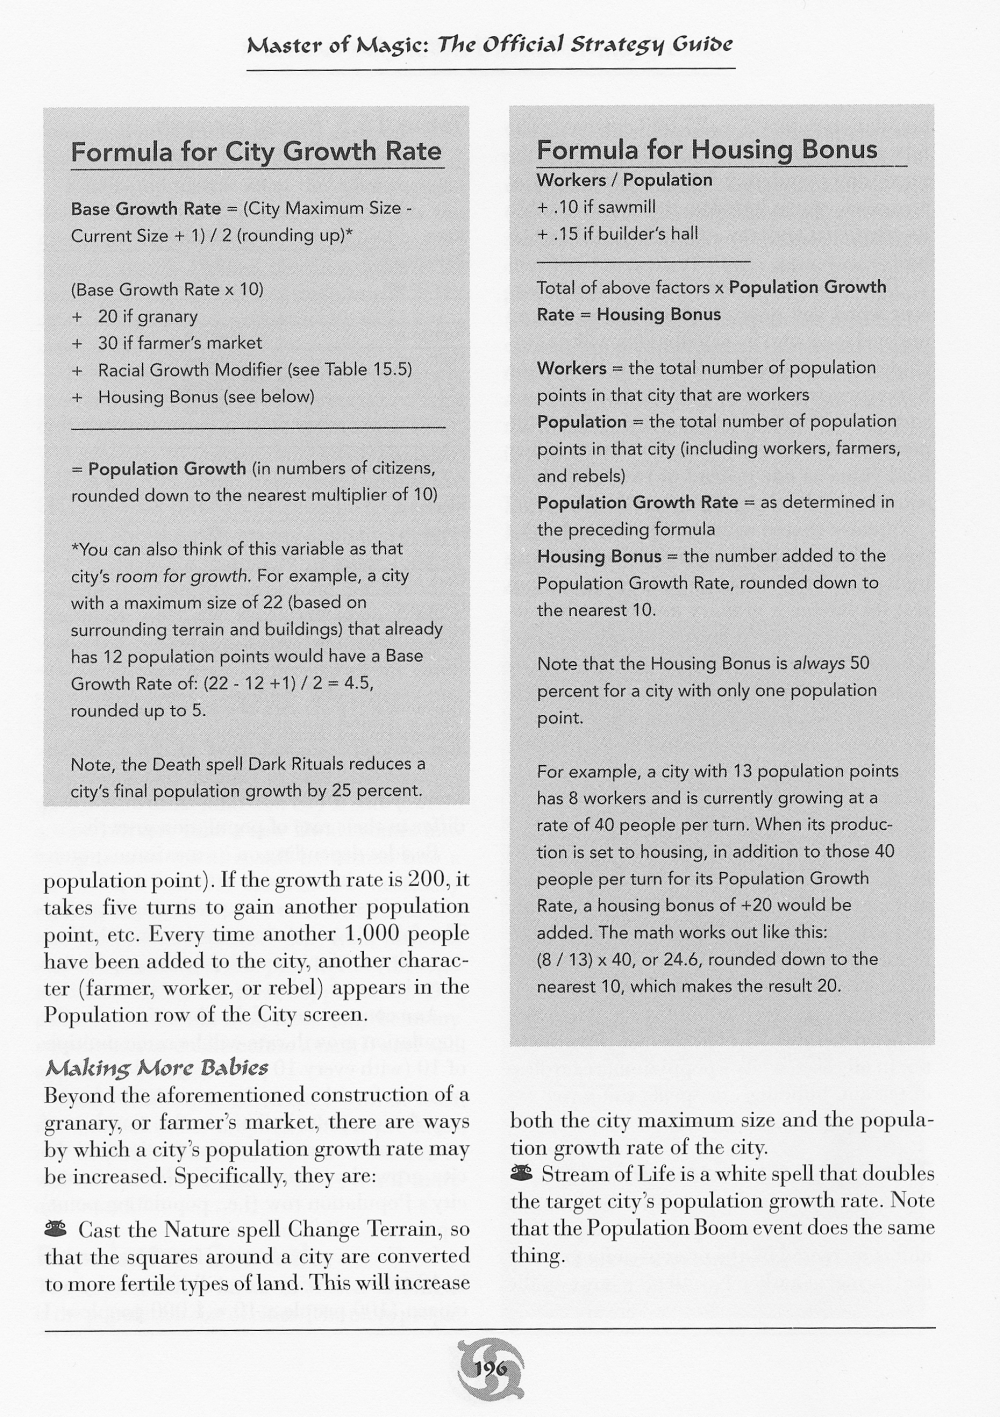 Master of Magic: The Official Strategy Guide
Formula for City Growth Rate
Base Growth Rate = (City Maximum Size -
Current Size + 1) / 2 (rounding up)*
(Base Growth Rate x 10)
+ 20 if granary
+ 30 if farmer's market
+ Racial Growth Modifier (see Table 15.5)
+ Housing Bonus (see below)
= Population Growth (in numbers of citizens,
rounded down to the nearest multiplier of 10)
*You can also think of this variable as that
city's room for growth. For example, a city
with a maximum size of 22 (based on
surrounding terrain and buildings) that already
has 12 population points would have a Base
Growth Rate of: (22 - 12 +1) / 2 = 4.5,
rounded up to 5.
Note, the Death spell Dark Rituals reduces a
city's final population growth by 25 percent.
population point). If the growth rate is 200, it
takes five turns to gain another population
point, etc. Every time another 1,000 people
have been added to the city, another charac-
ter (farmer, worker, or rebel) appears in the
Population row of the City screen.
Making More Babies
Beyond the aforementioned construction of a
granary, or farmer's market, there are ways
by which a city's population growth rate may
be increased. Specifically, they are:
Cast the Nature spell Change Terrain, so
that the squares around a city are converted
to more fertile types of land. This will increase
Formula for Housing Bonus
Workers / Population
+ .10 if sawmill
+ .15 if builder's hall
Total of above factors x Population Growth
Rate = Housing Bonus
Workers = the total number of population
points in that city that are workers
Population = the total number of population
points in that city (including workers, farmers,
and rebels)
Population Growth Rate = as determined in
the preceding formula
Housing Bonus = the number added to the
Population Growth Rate, rounded down to
the nearest 10.
Note that the Housing Bonus is always 50
percent for a city with only one population
point.
For example, a city with 13 population points
has 8 workers and is currently growing at a
rate of 40 people per turn. When its produc-
tion is set to housing, in addition to those 40
people per turn for its Population Growth
Rate, a housing bonus of +20 would be
added. The math works out like this:
(8 / 13) x 40, or 24.6, rounded down to the
nearest 10, which makes the result 20.
both the city maximum size and the popula-
tion growth rate of the city.
Stream of Life is a white spell that doubles
the target city's population growth rate. Note
that the Population Boom event does the same
thing.
196